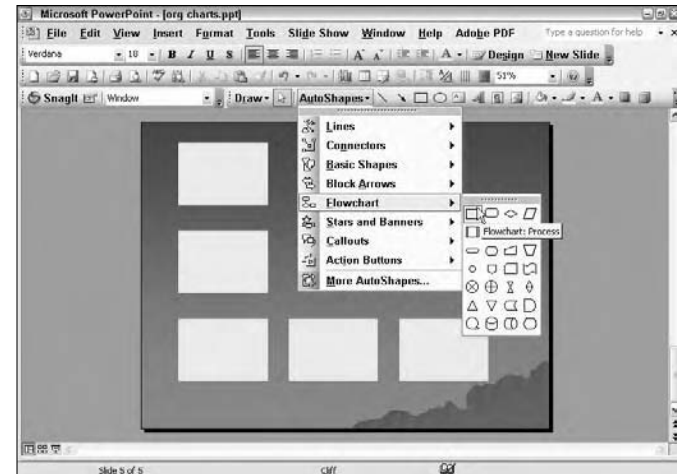 Microsoft PowerPoint - [org charts.ppt]
File Edit View Insert Format Tools Slide Show Window Help Adobe PDF Type a question for help
Verdana 10 B I U S A A A Design New Slide
51%
SnagIt Window Draw AutoShapes A
Lines
Connectors
Basic Shapes
Block Arrows
Flowchart
Stars and Banners
Flowchart: Process
Callouts
Action Buttons
More AutoShapes...
Slide 5 of 5 Cliff